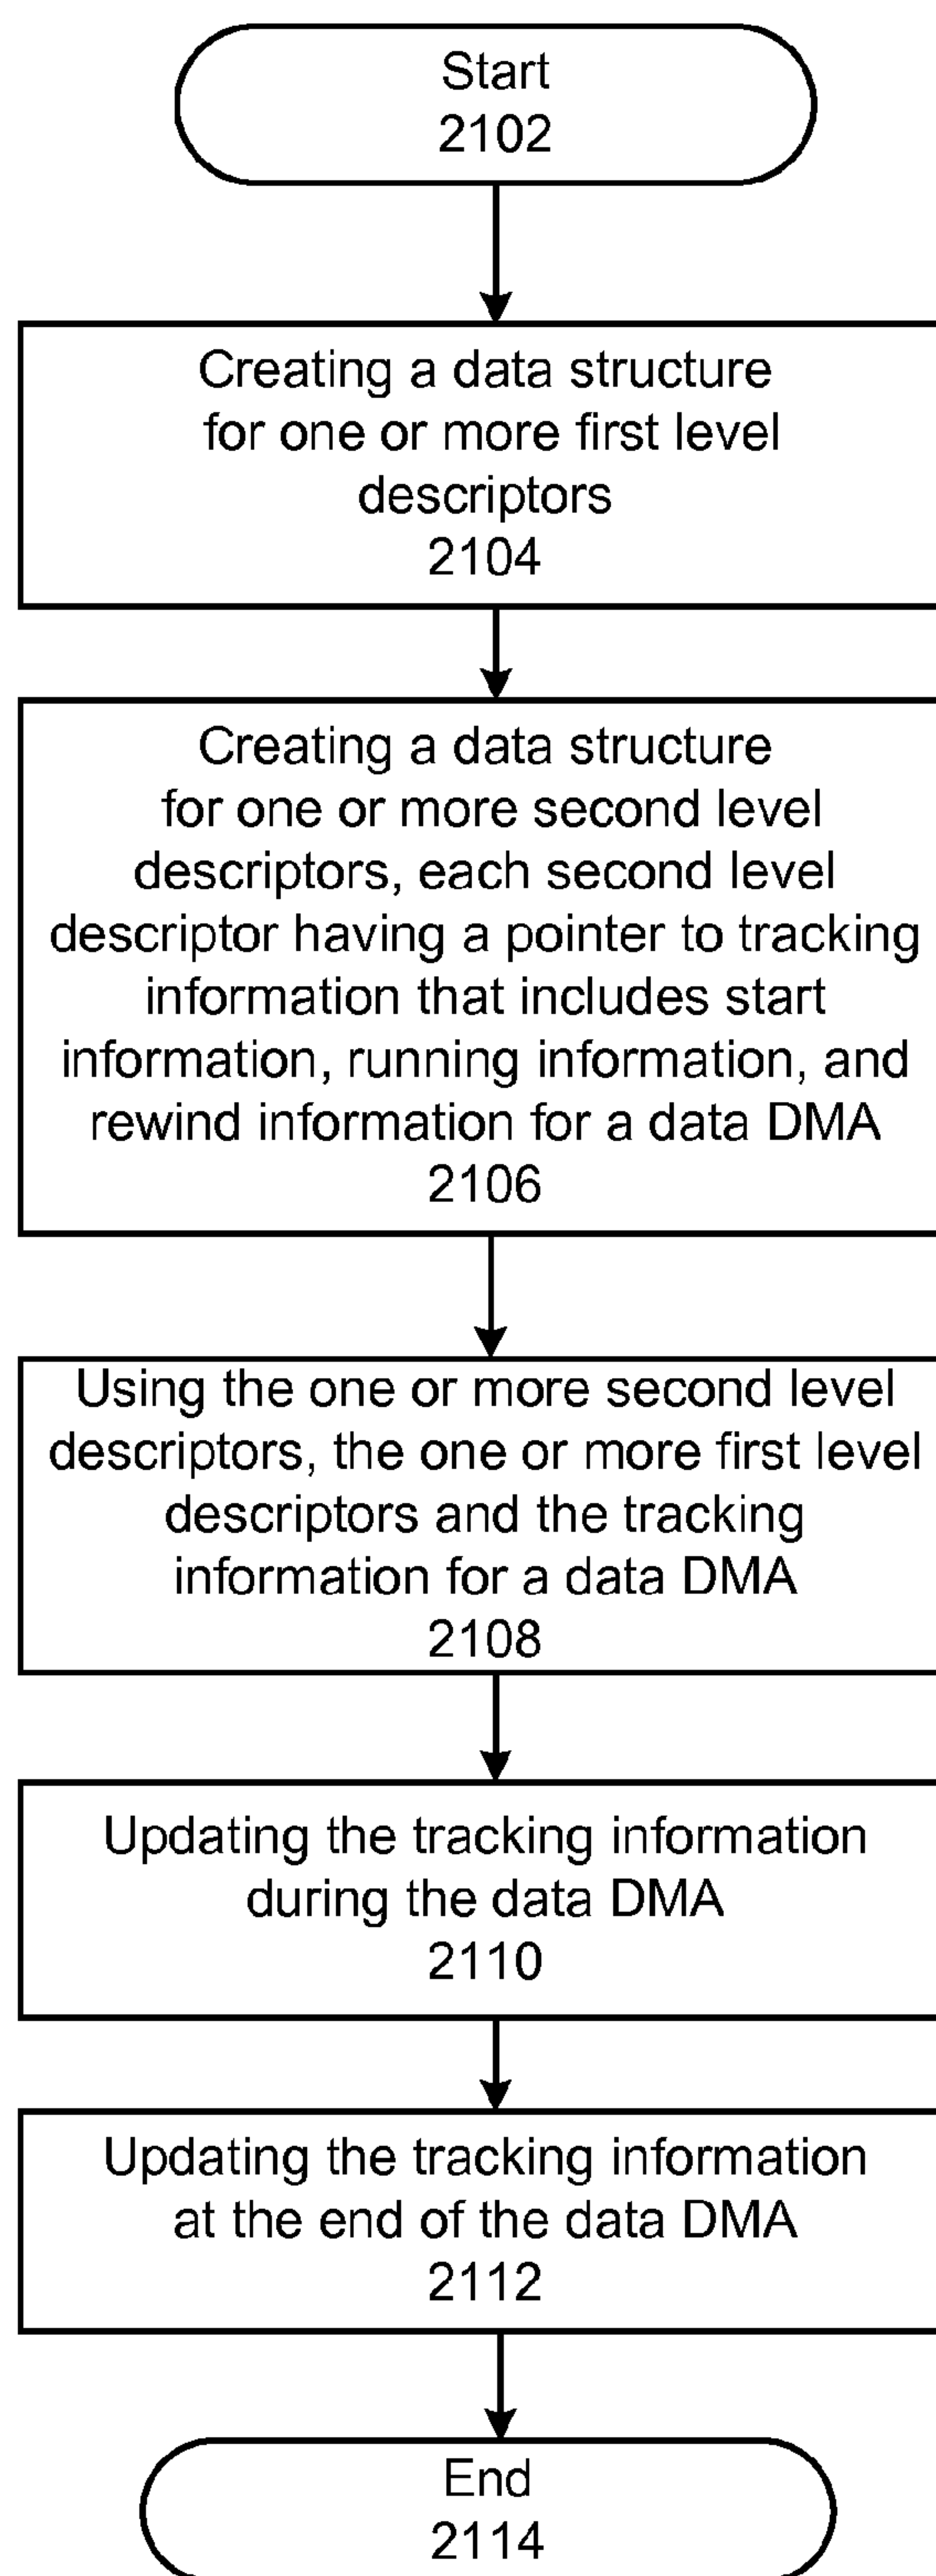 Start
2102
Creating a data structure
for one or more first level
descriptors
2104
Creating a data structure
for one or more second level
descriptors, each second level
descriptor having a pointer to tracking
information that includes start
information, running information, and
rewind information for a data DMA
2106
Using the one or more second level
descriptors, the one or more first level
descriptors and the tracking
information for a data DMA
2108
Updating the tracking information
during the data DMA
2110
Updating the tracking information
at the end of the data DMA
2112
End
2114